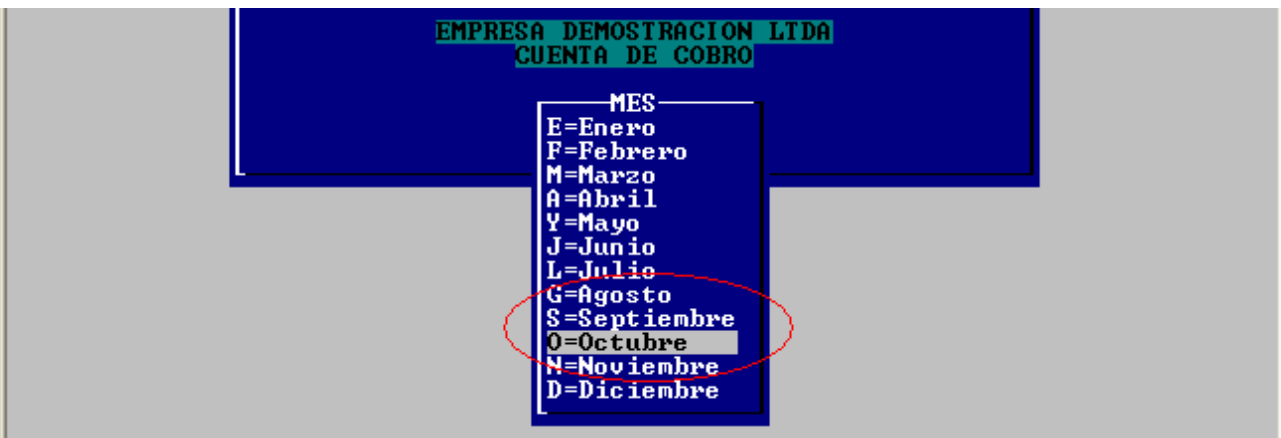 EMPRESA DEMOSTRACION LTDA
CUENTA DE COBRO
MES
E=Enero
F=Febrero
M=Marzo
A=Abril
Y=Mayo
J=Junio
L=Julio
G=Agosto
S=Septiembre
O=Octubre
N=Noviembre
D=Diciembre